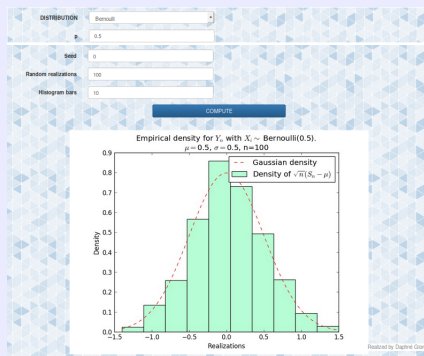 DISTRIBUTION Bernoulli
p 0.5
Seed 0
Random realizations 100
Histogram bars 10
COMPUTE
Empirical density for Yₙ with Xᵢ ∼ Bernoulli(0.5).
μ=0.5, σ=0.5, n=100
Gaussian density
Density of √n(Sₙ − μ)
0.9
0.8
0.7
0.6
0.5
0.4
0.3
0.2
0.1
0.0
Density
−1.5 −1.0 −0.5 0.0 0.5 1.0 1.5
Realizations
Realized by Daphné